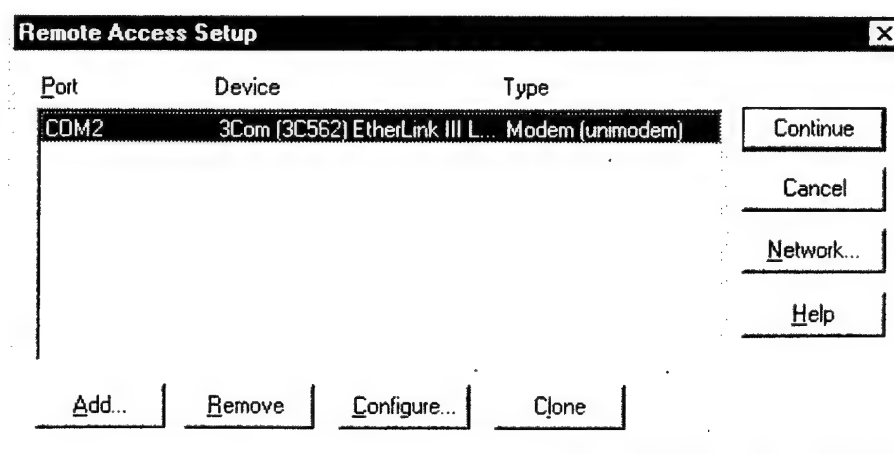 Remote Access Setup
Port Device Type
COM2 3Com (3C562) EtherLink III L... Modem (unimodem)
Continue
Cancel
Network...
Help
Add... Remove Configure... Clone